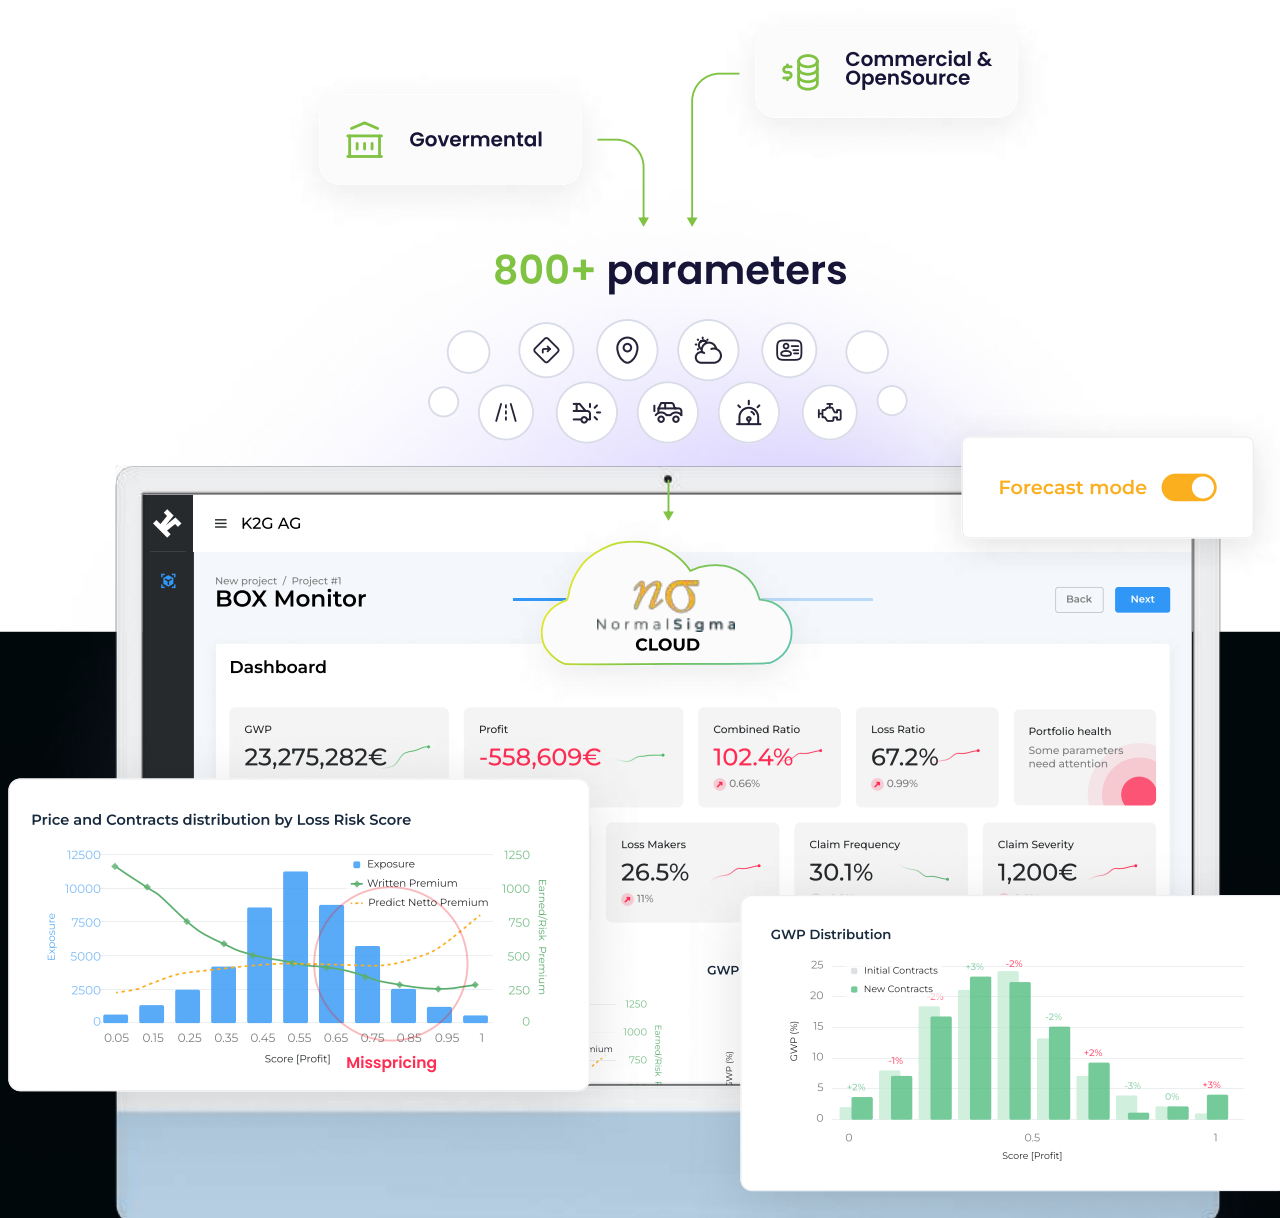 Commercial &
OpenSource
Govermental
800+ parameters
Forecast mode
K2G AG
New project / Project #1
BOX Monitor
Back
Next
nσ
NormalSigma
CLOUD
Dashboard
GWP
23,275,282€
Profit
-558,609€
Combined Ratio
102.4%
0.66%
Loss Ratio
67.2%
0.99%
Portfolio health
Some parameters
need attention
Loss Makers
26.5%
11%
Claim Frequency
30.1%
Claim Severity
1,200€
Price and Contracts distribution by Loss Risk Score
Exposure
Written Premium
Predict Netto Premium
12500
10000
7500
5000
2500
0
Exposure
1250
1000
750
500
250
0
Earned/Risk Premium
0.05 0.15 0.25 0.35 0.45 0.55 0.65 0.75 0.85 0.95 1
Score [Profit]
Misspricing
GWP
1250
1000
750
mium
Earned/Risk
GWP (%)
GWP Distribution
Initial Contracts
New Contracts
25
20
15
10
5
0
GWP (%)
+2%
-1%
-2%
+3%
-2%
-2%
+2%
-3%
0%
+3%
0 0.5 1
Score [Profit]